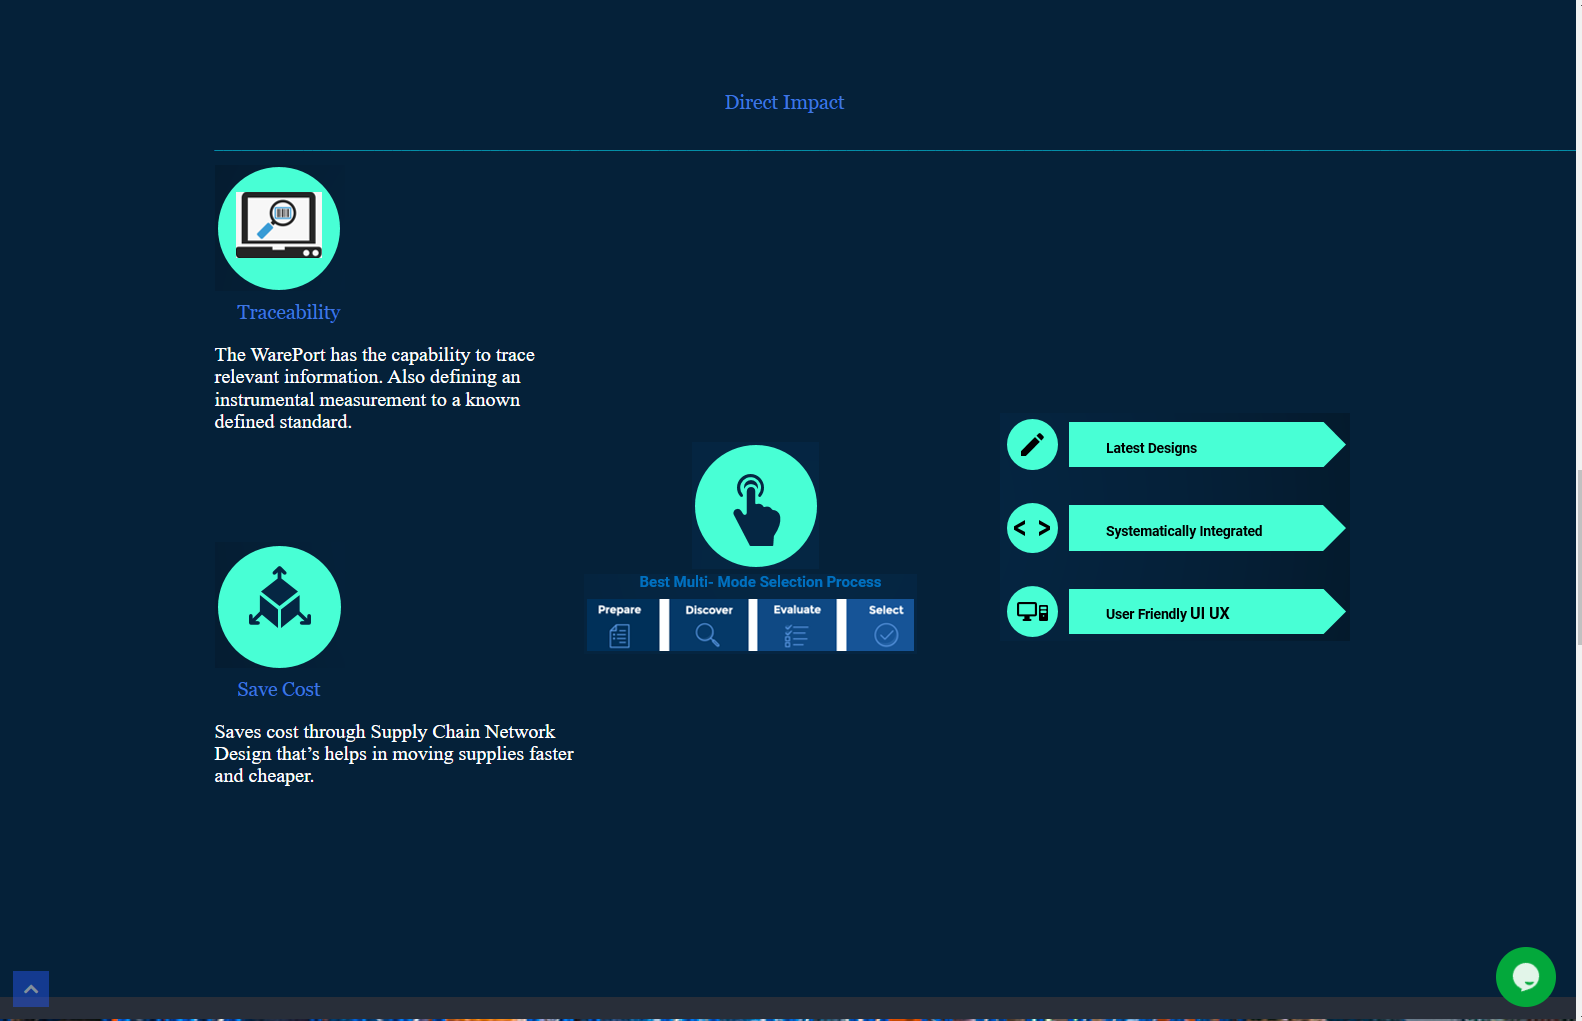 Direct Impact
Traceability
The WarePort has the capability to trace
relevant information. Also defining an
instrumental measurement to a known
defined standard.
Save Cost
Saves cost through Supply Chain Network
Design that’s helps in moving supplies faster
and cheaper.
Best Multi- Mode Selection Process
Prepare Discover Evaluate Select
Latest Designs
< > Systematically Integrated
User Friendly UI UX